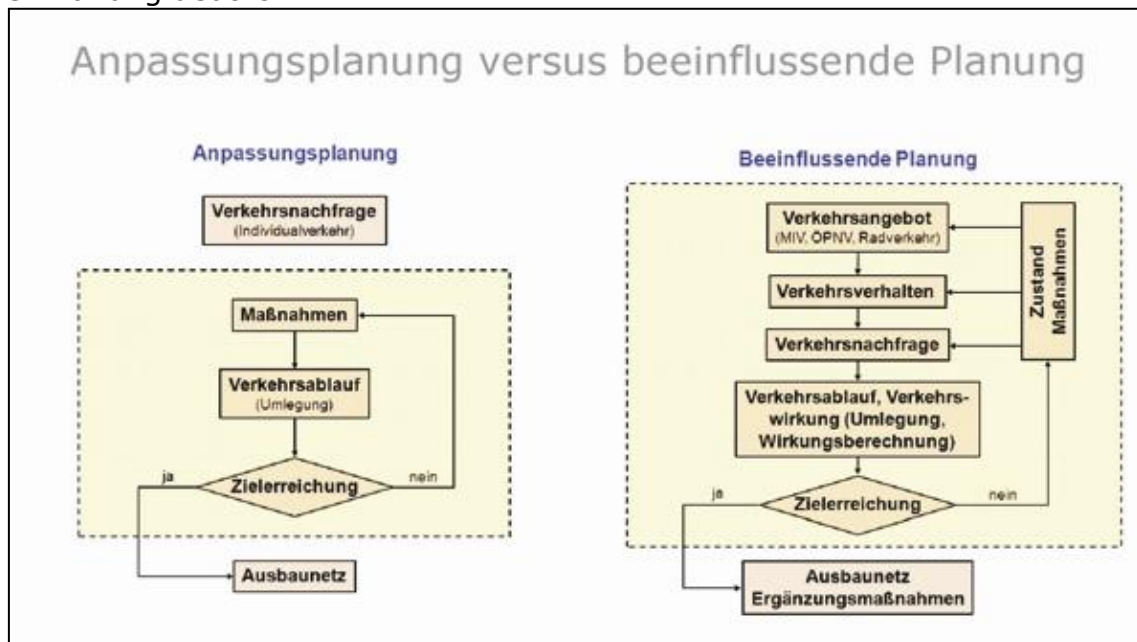 Anpassungsplanung versus beeinflussende Planung
Anpassungsplanung
Verkehrsnachfrage
(Individualverkehr)
Maßnahmen
Verkehrsablauf
(Umlegung)
Zielerreichung
ja
nein
Ausbaunetz
Beeinflussende Planung
Verkehrsangebot
(MIV, ÖPNV, Radverkehr)
Verkehrsverhalten
Verkehrsnachfrage
Zustand
Maßnahmen
Verkehrsablauf, Verkehrs-
wirkung (Umlegung,
Wirkungsberechnung)
Zielerreichung
ja
nein
Ausbaunetz
Ergänzungsmaßnahmen